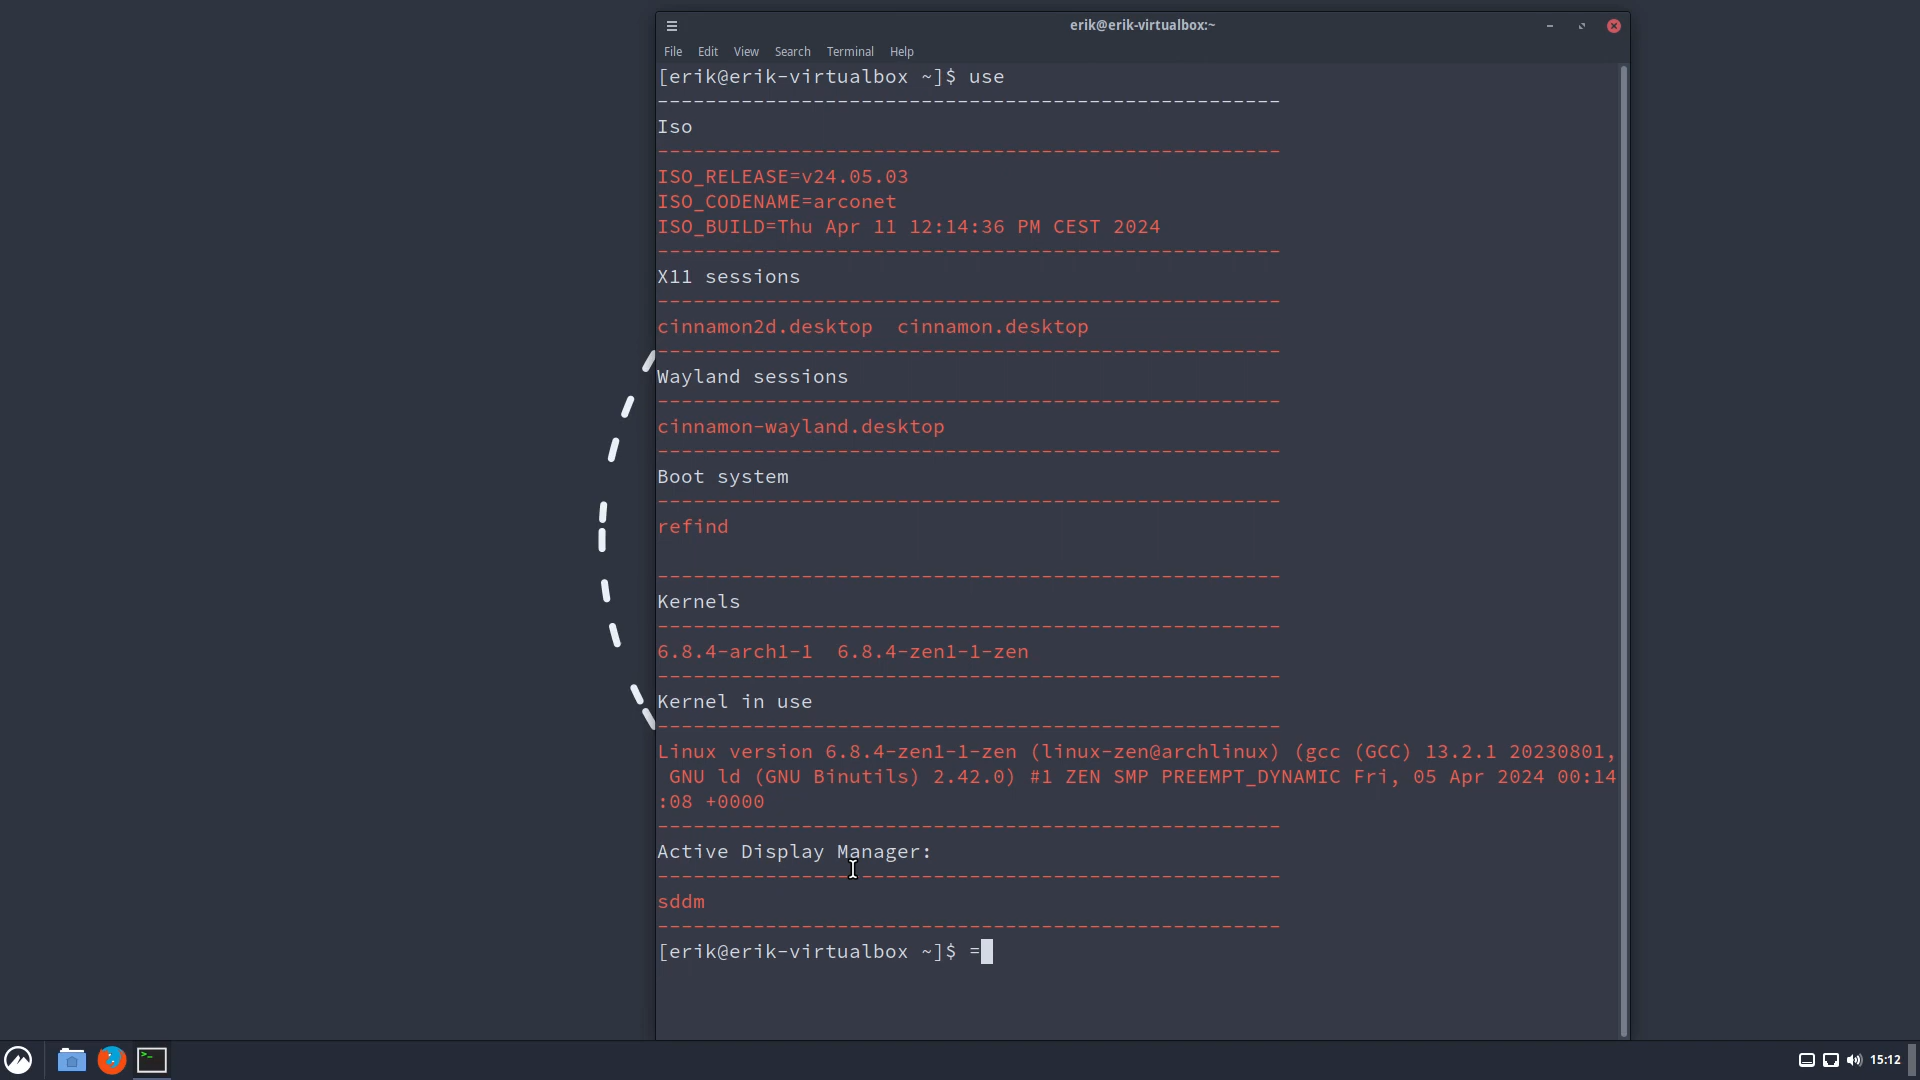 erik@erik-virtualbox:~
File Edit View Search Terminal Help
[erik@erik-virtualbox ~]$ use
----------------------------------------------------
Iso
----------------------------------------------------
ISO_RELEASE=v24.05.03
ISO_CODENAME=arconet
ISO_BUILD=Thu Apr 11 12:14:36 PM CEST 2024
----------------------------------------------------
X11 sessions
----------------------------------------------------
cinnamon2d.desktop  cinnamon.desktop
----------------------------------------------------
Wayland sessions
----------------------------------------------------
cinnamon-wayland.desktop
----------------------------------------------------
Boot system
----------------------------------------------------
refind
----------------------------------------------------
Kernels
----------------------------------------------------
6.8.4-arch1-1  6.8.4-zen1-1-zen
----------------------------------------------------
Kernel in use
----------------------------------------------------
Linux version 6.8.4-zen1-1-zen (linux-zen@archlinux) (gcc (GCC) 13.2.1 20230801,
 GNU ld (GNU Binutils) 2.42.0) #1 ZEN SMP PREEMPT_DYNAMIC Fri, 05 Apr 2024 00:14
:08 +0000
----------------------------------------------------
Active Display Manager:
----------------------------------------------------
sddm
----------------------------------------------------
[erik@erik-virtualbox ~]$ =
15:12